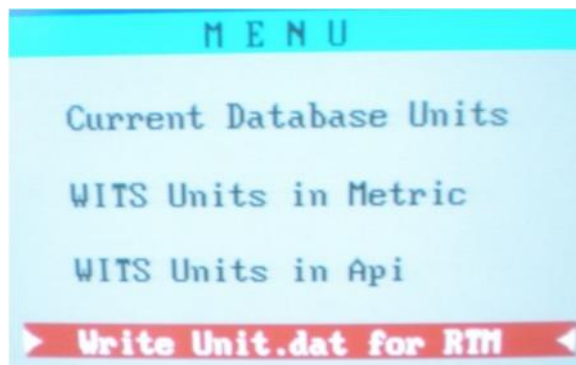 M E N U
Current Database Units
WITS Units in Metric
WITS Units in Api
Write Unit.dat for RTM